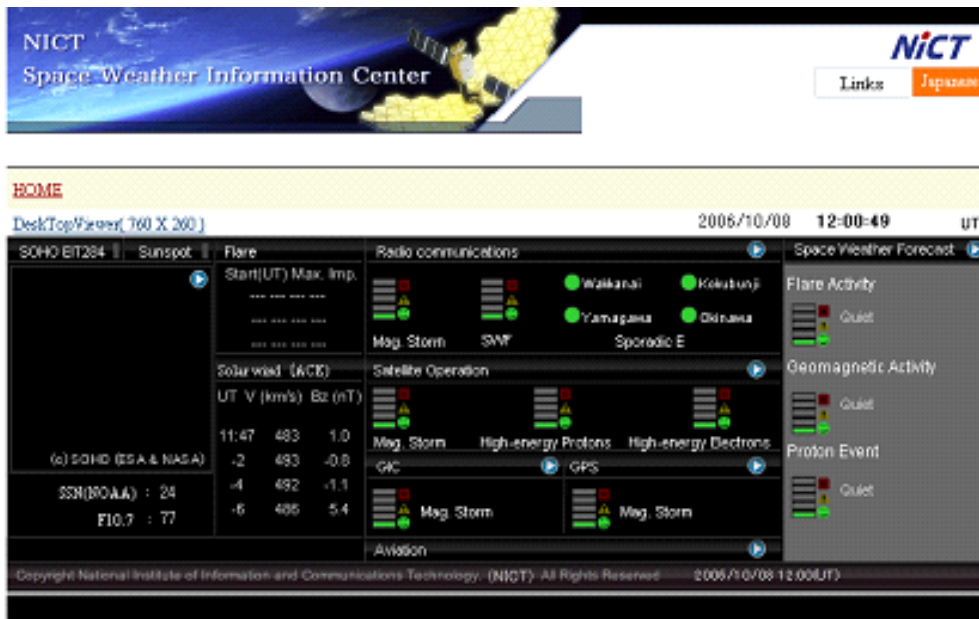 NICT
Space Weather Information Center
NICT
Links Japanese
HOME
DeskTopViewer( 760 X 260 )
2006/10/08 12:00:49 UT
SOHO EIT284 Sunspot Flare Radio communications Space Weather Forecast
Start(UT) Max. Imp.
--- --- --- ---
--- --- --- ---
--- --- --- ---
Wakkanai Kokubunji
Yamagawa Okinawa
Mag. Storm SWF Sporadic E
Flare Activity
Quiet
Solar wind (ACE) Satellite Operation
Geomagnetic Activity
UT V (km/s) Bz (nT)
Quiet
11:47 483 1.0
Mag. Storm High-energy Protons High-energy Electrons
Proton Event
(c) SOHO (ESA & NASA)
-2 493 -0.8
GIC GPS
Quiet
SSN(NOAA) : 24
-4 492 -1.1
F10.7 : 77
-6 486 5.4
Mag. Storm Mag. Storm
Aviation
Copyright National Institute of Information and Communications Technology. (NICT) All Rights Reserved 2006/10/08 12:00(UT)